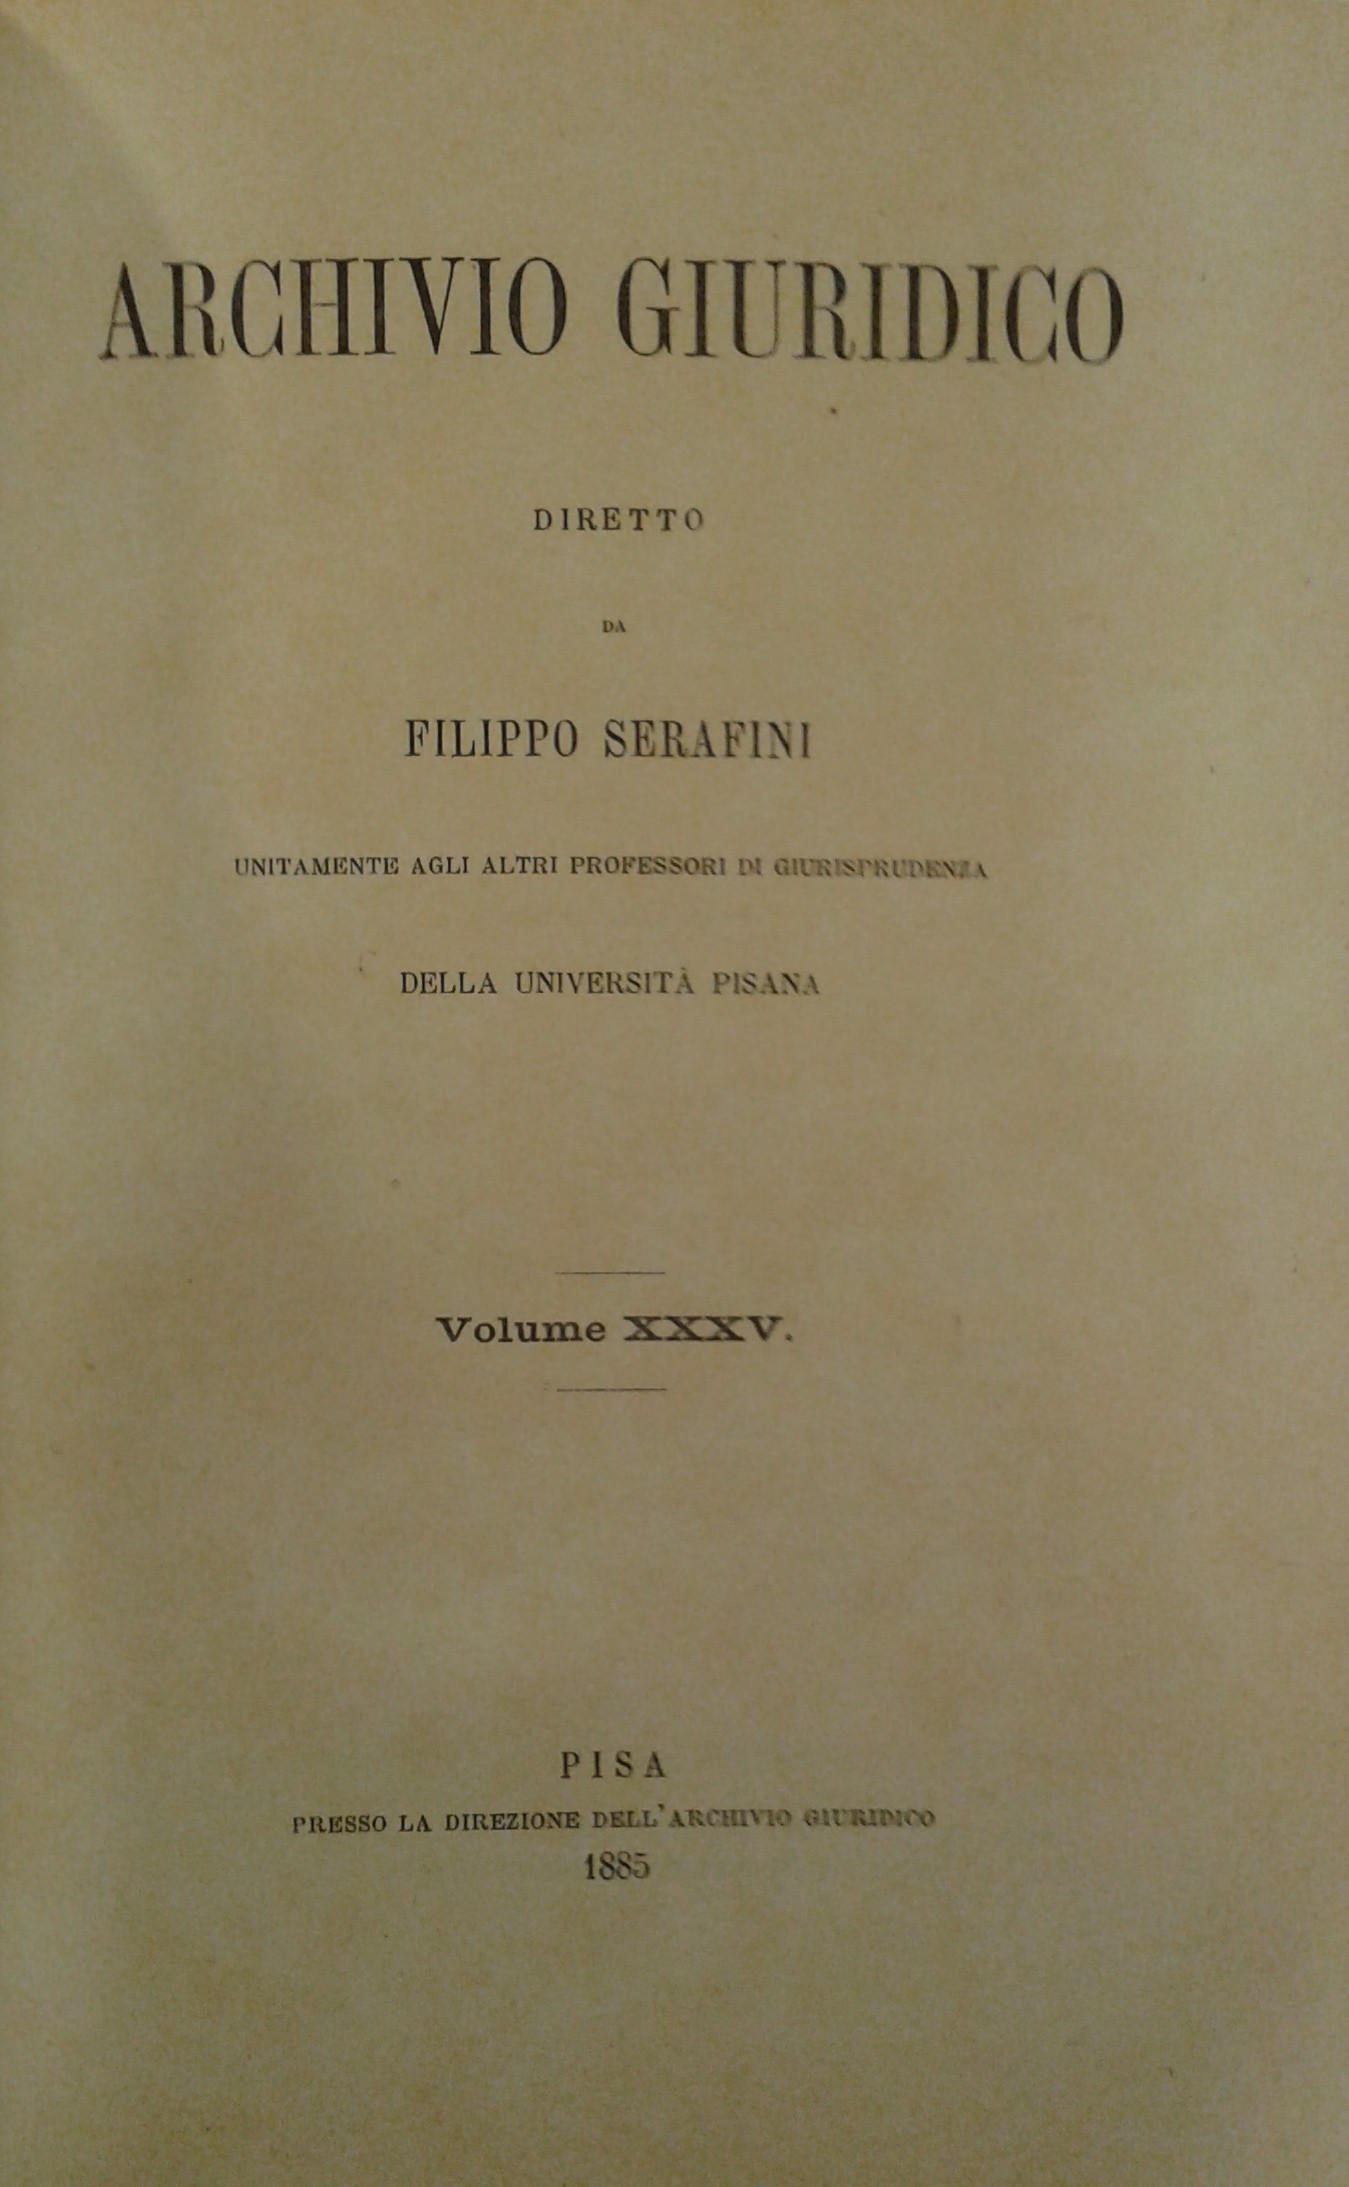 ARCHIVIO GIURIDICO
DIRETTO
DA
FILIPPO SERAFINI
UNITAMENTE AGLI ALTRI PROFESSORI DI GIURISPRUDENZA
DELLA UNIVERSITÀ PISANA
Volume XXXV.
PISA
PRESSO LA DIREZIONE DELL'ARCHIVIO GIURIDICO
1885